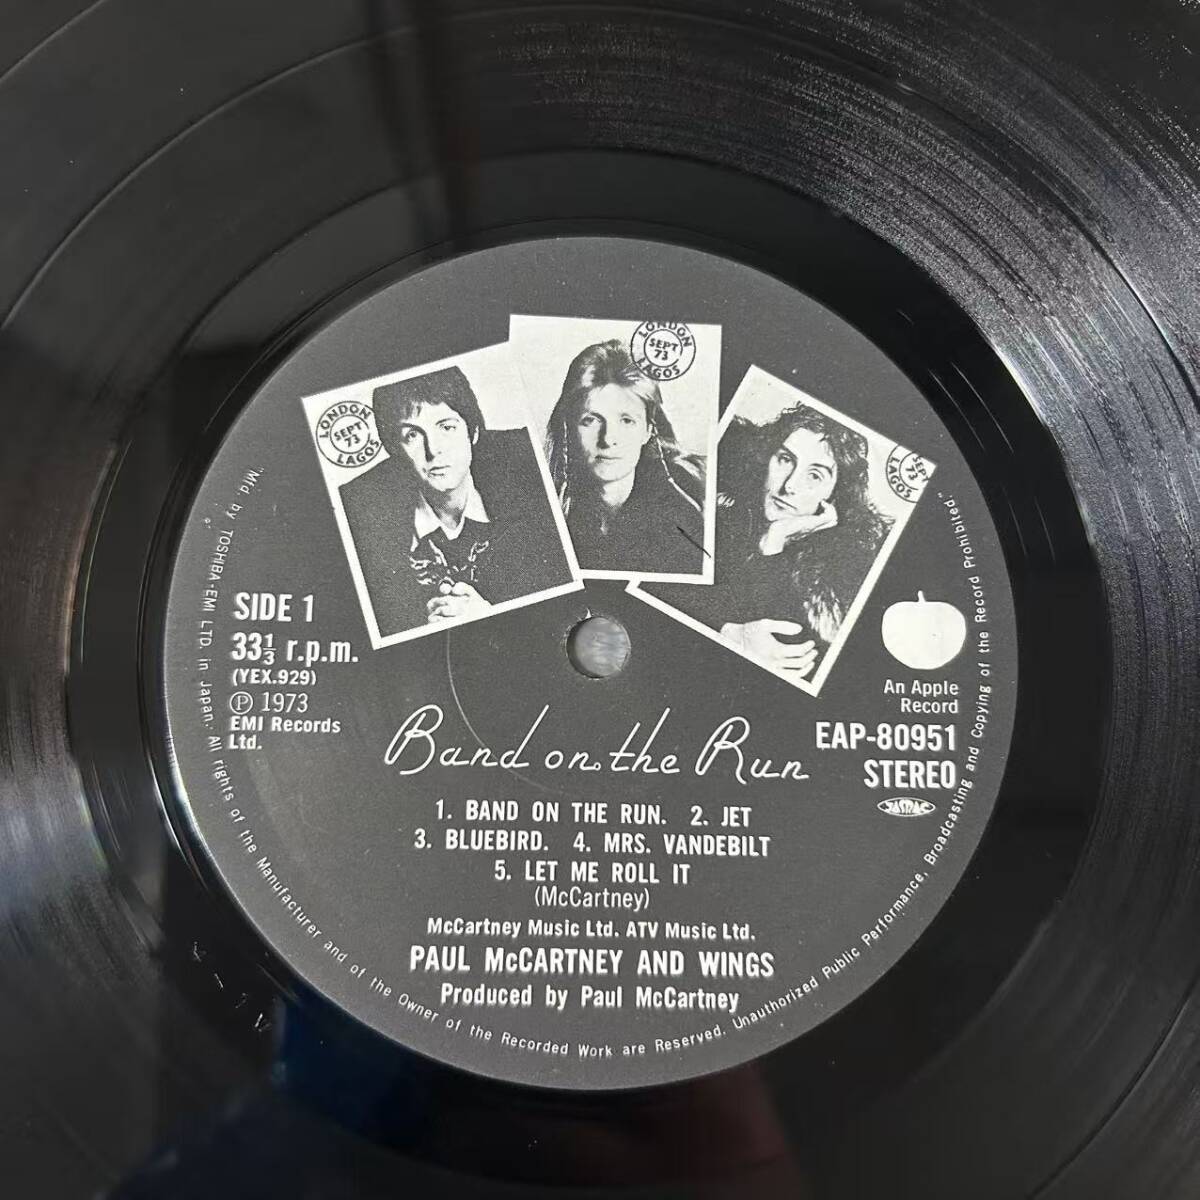 LONDON
SEPT
73
LAGOS
LONDON
SEPT
73
LAGOS
SEPT
73
SIDE 1
33⅓ r.p.m.
(YEX.929)
Ⓟ 1973
EMI Records
Ltd.
An Apple
Record
EAP-80951
STEREO
JASRAC
Band on the Run
1. BAND ON THE RUN. 2. JET
3. BLUEBIRD. 4. MRS. VANDEBILT
5. LET ME ROLL IT
(McCartney)
McCartney Music Ltd. ATV Music Ltd.
PAUL McCARTNEY AND WINGS
Produced by Paul McCartney
"Mfd. by TOSHIBA-EMI LTD. in Japan. All rights of the Manufacturer and of the Owner of the Recorded Work are Reserved. Unauthorized Public Performance, Broadcasting and Copying of the Record Prohibited."